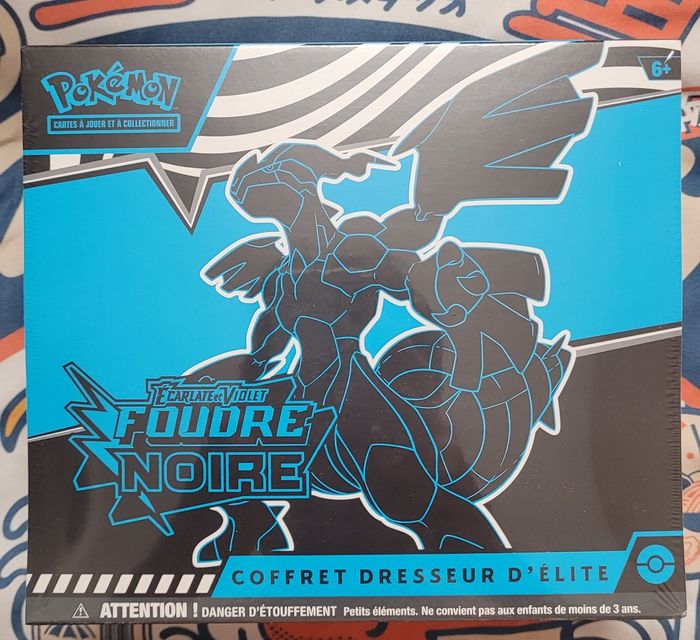 POKÉMON
CARTES À JOUER ET À COLLECTIONNER
6+
ÉCARLATE ET VIOLET
FOUDRE
NOIRE
COFFRET DRESSEUR D'ÉLITE
ATTENTION ! DANGER D'ÉTOUFFEMENT Petits éléments. Ne convient pas aux enfants de moins de 3 ans.